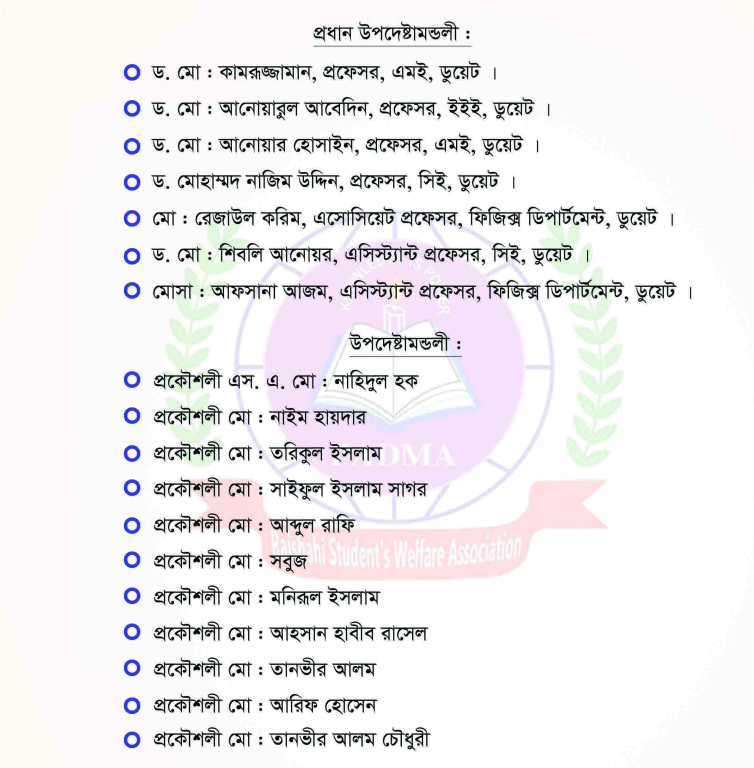 প্রধান উপদেষ্টামন্ডলী :
ড. মো : কামরুজ্জামান, প্রফেসর, এমই, ডুয়েট ।
ড. মো : আনোয়ারুল আবেদিন, প্রফেসর, ইইই, ডুয়েট ।
ড. মো : আনোয়ার হোসাইন, প্রফেসর, এমই, ডুয়েট ।
ড. মোহাম্মদ নাজিম উদ্দিন, প্রফেসর, সিই, ডুয়েট ।
মো : রেজাউল করিম, এসোসিয়েট প্রফেসর, ফিজিক্স ডিপার্টমেন্ট, ডুয়েট ।
ড. মো : শিবলি আনোয়র, এসিস্ট্যান্ট প্রফেসর, সিই, ডুয়েট ।
মোসা : আফসানা আজম, এসিস্ট্যান্ট প্রফেসর, ফিজিক্স ডিপার্টমেন্ট, ডুয়েট ।
উপদেষ্টামন্ডলী :
প্রকৌশলী এস. এ. মো : নাহিদুল হক
প্রকৌশলী মো : নাইম হায়দার
প্রকৌশলী মো : তরিকুল ইসলাম
প্রকৌশলী মো : সাইফুল ইসলাম সাগর
প্রকৌশলী মো : আব্দুল রাফি
প্রকৌশলী মো : সবুজ
প্রকৌশলী মো : মনিরুল ইসলাম
প্রকৌশলী মো : আহসান হাবীব রাসেল
প্রকৌশলী মো : তানভীর আলম
প্রকৌশলী মো : আরিফ হোসেন
প্রকৌশলী মো : তানভীর আলম চৌধুরী
Rajshahi Student's Welfare Association